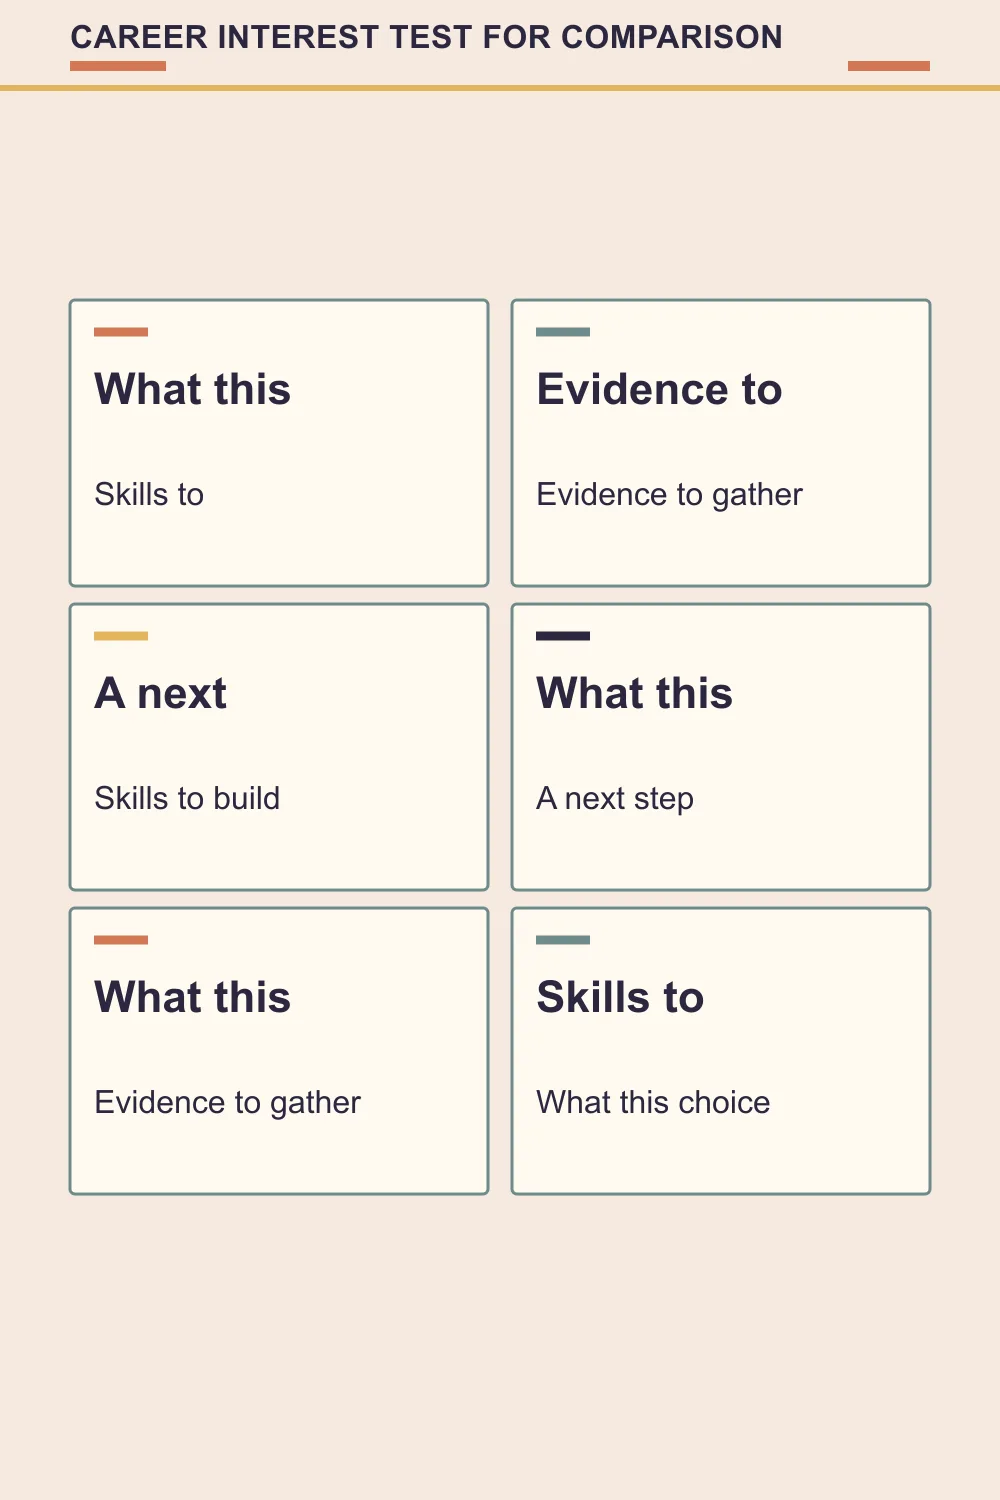 CAREER INTEREST TEST FOR COMPARISON
What this
Skills to
Evidence to
Evidence to gather
A next
Skills to build
What this
A next step
What this
Evidence to gather
Skills to
What this choice